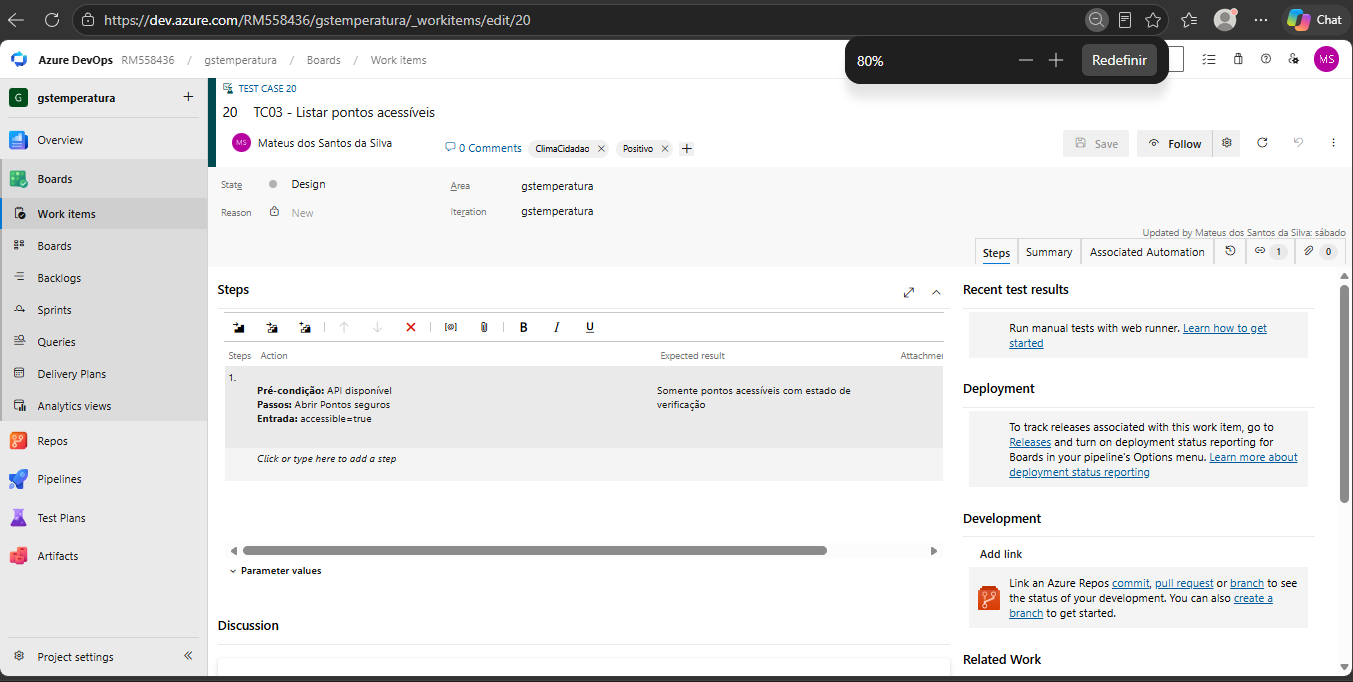 https://dev.azure.com/RM558436/gstemperatura/_workitems/edit/20
Chat
80%
Redefinir
Azure DevOps RM558436 / gstemperatura / Boards / Work items
MS
G gstemperatura
Overview
Boards
Work items
Boards
Backlogs
Sprints
Queries
Delivery Plans
Analytics views
Repos
Pipelines
Test Plans
Artifacts
Project settings
TEST CASE 20
20 TC03 - Listar pontos acessíveis
MS Mateus dos Santos da Silva
0 Comments
ClimaCidadao
Positivo
Save
Follow
State Design
Reason New
Area gstemperatura
Iteration gstemperatura
Updated by Mateus dos Santos da Silva: sábado
Steps Summary Associated Automation 1 0
Steps
B I U
Steps Action Expected result Attachmen
1.
Pré-condição: API disponível
Passos: Abrir Pontos seguros
Entrada: accessible=true
Somente pontos acessíveis com estado de
verificação
Click or type here to add a step
Parameter values
Discussion
Recent test results
Run manual tests with web runner. Learn how to get
started
Deployment
To track releases associated with this work item, go to
Releases and turn on deployment status reporting for
Boards in your pipeline's Options menu. Learn more about
deployment status reporting
Development
Add link
Link an Azure Repos commit, pull request or branch to see
the status of your development. You can also create a
branch to get started.
Related Work